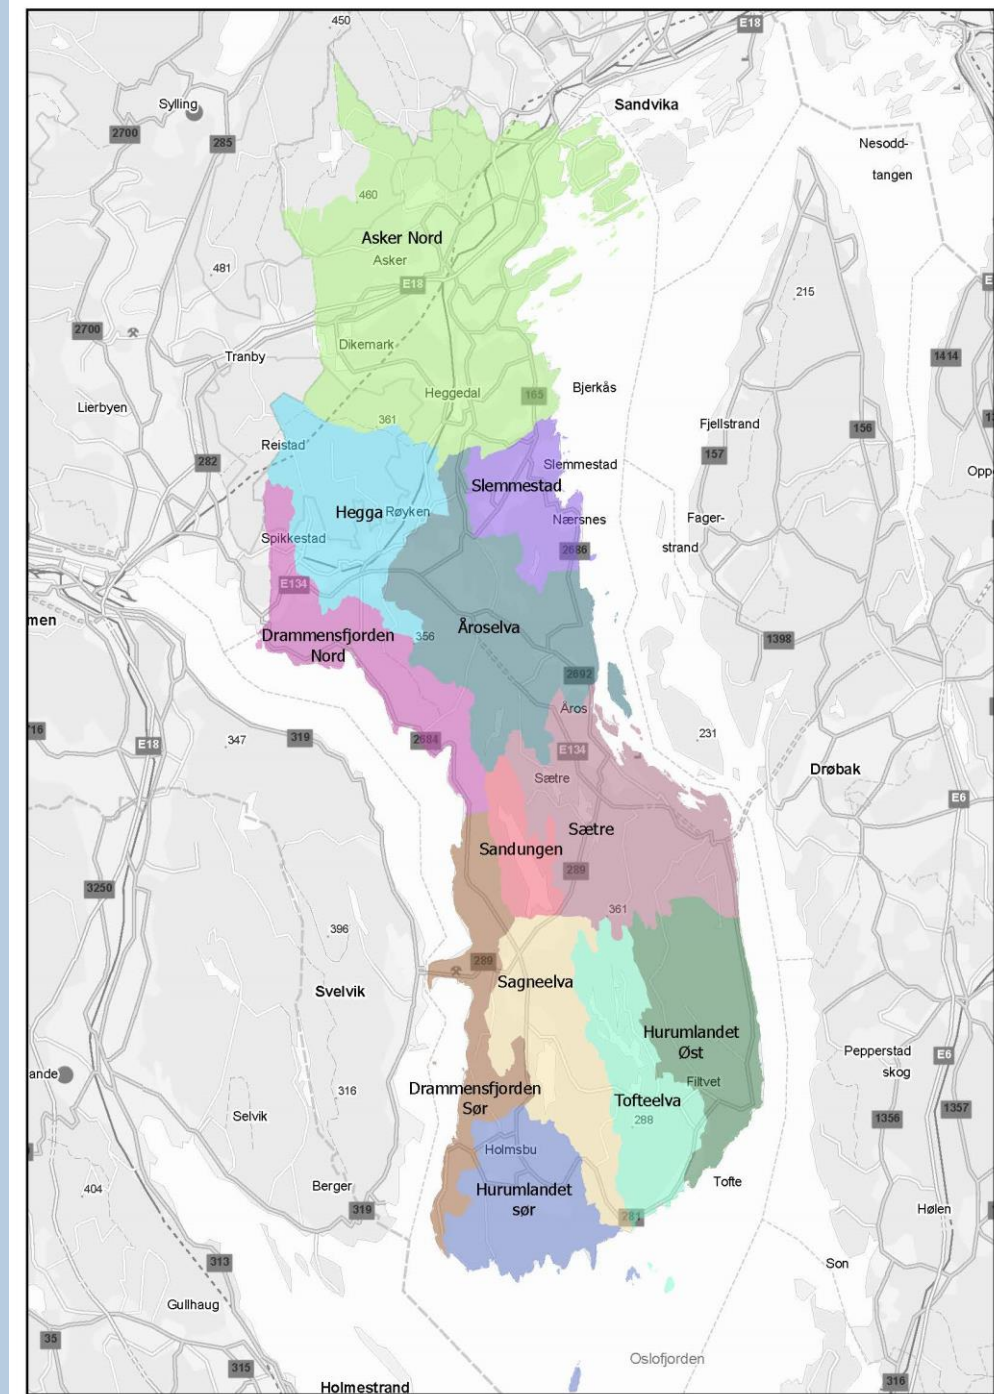 450
E18
Sandvika
Sylling
2700
285
Nesodd-
tangen
460
Asker Nord
Asker
481
E18
215
2700
Dikemark
Tranby
1414
Heggedal
165
Bjerkås
Lierbyen
361
Fjellstrand
156
Reistad
157
282
Slemmestad
Slemmestad
Hegga
Røyken
Nærsnes
Fager-
strand
Spikkestad
2686
E134
men
Åroselva
356
Drammensfjorden
Nord
1398
2692
Åros
16
E18
347
319
2684
231
E134
Drøbak
Sætre
E6
Sætre
Sandungen
289
3250
361
396
289
Sagneelva
Svelvik
Hurumlandet
Øst
Pepperstad
skog
E6
ande
Filtvet
316
Drammensfjorden
Sør
Tofteelva
Selvik
288
1356
1357
Holmsbu
Berger
404
Hurumlandet
sør
Tofte
319
281
Hølen
313
Son
Gullhaug
35
Oslofjorden
315
Holmestrand
316